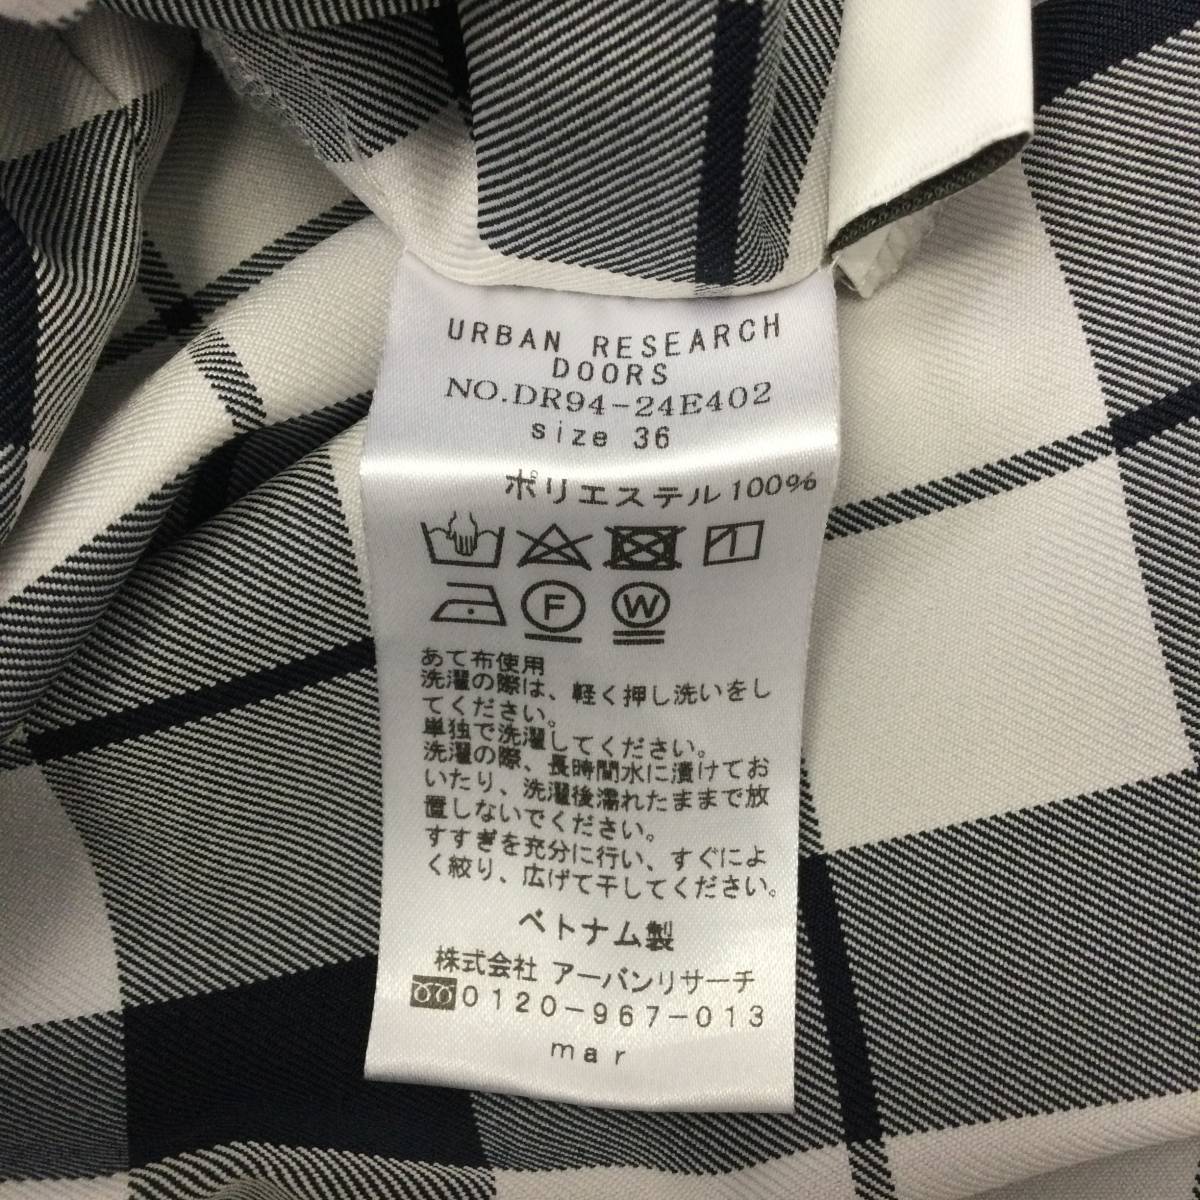 URBAN RESEARCH
DOORS
NO.DR94-24E402
size 36
ポリエステル100%
F W
あて布使用
洗濯の際は、軽く押し洗いをし
てください。
単独で洗濯してください。
洗濯の際、長時間水に漬けてお
いたり、洗濯後濡れたままで放
置しないでください。
すすぎを充分に行い、すぐによ
く絞り、広げて干してください。
ベトナム製
株式会社 アーバンリサーチ
0120-967-013
mar